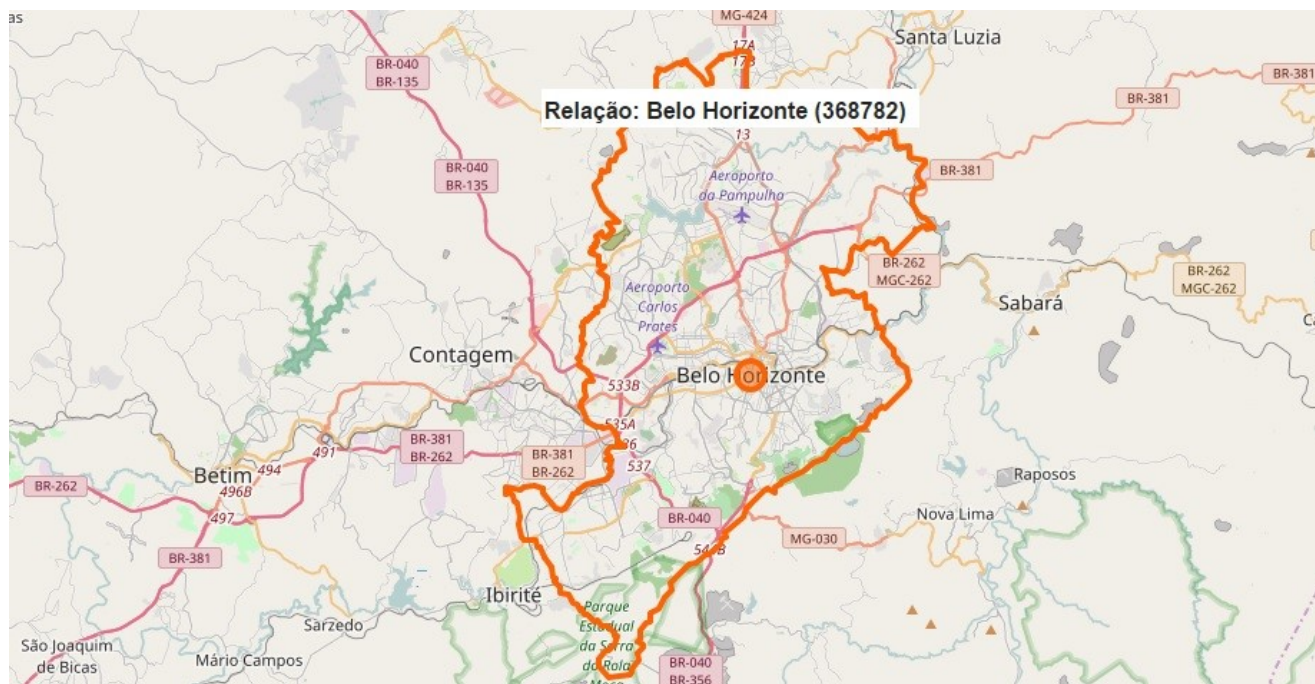 MG-424
17A
17B
Santa Luzia
BR-040
BR-135
BR-381
BR-381
Relação: Belo Horizonte (368782)
13
BR-040
BR-135
BR-381
Aeroporto
da Pampulha
BR-262
MGC-262
BR-262
MGC-262
Sabará
Aeroporto
Carlos
Prates
Contagem
533B
Belo Horizonte
535A
BR-381
BR-262
491
494
Betim
496B
497
BR-262
BR-381
BR-262
537
Raposos
BR-040
Nova Lima
MG-030
BR-381
Ibirité
Parque
Estadual
da Serra
do Rola
Moça
Sarzedo
São Joaquim
de Bicas
Mário Campos
BR-040
BR-356